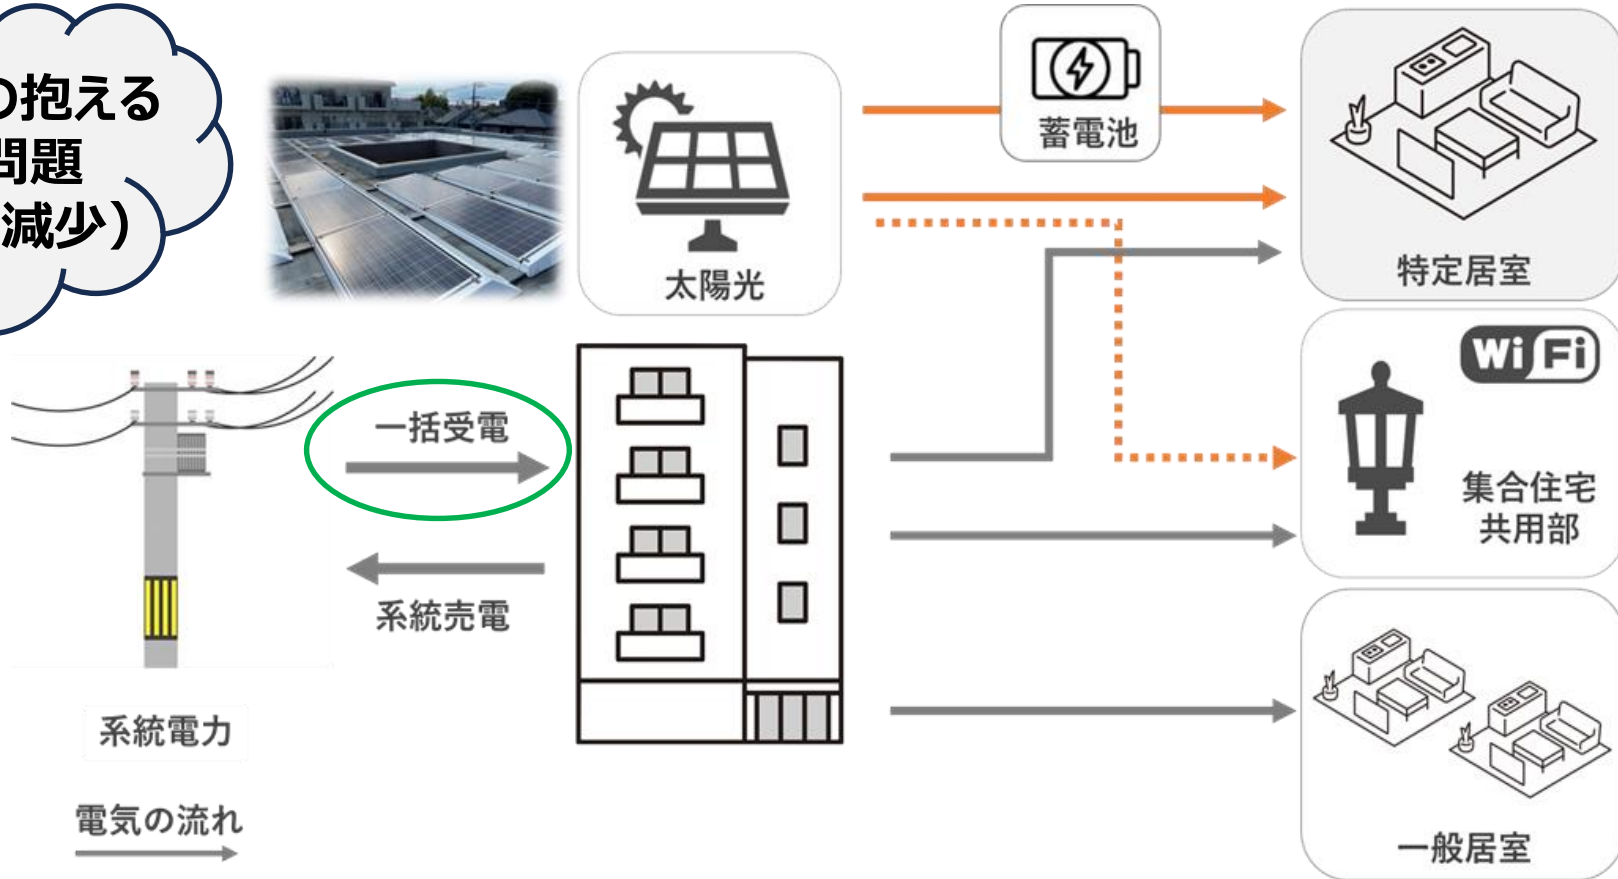 の抱える
問題
減少）
蓄電池
太陽光
特定居室
一括受電
系統売電
WiFi
集合住宅
共用部
系統電力
電気の流れ
一般居室